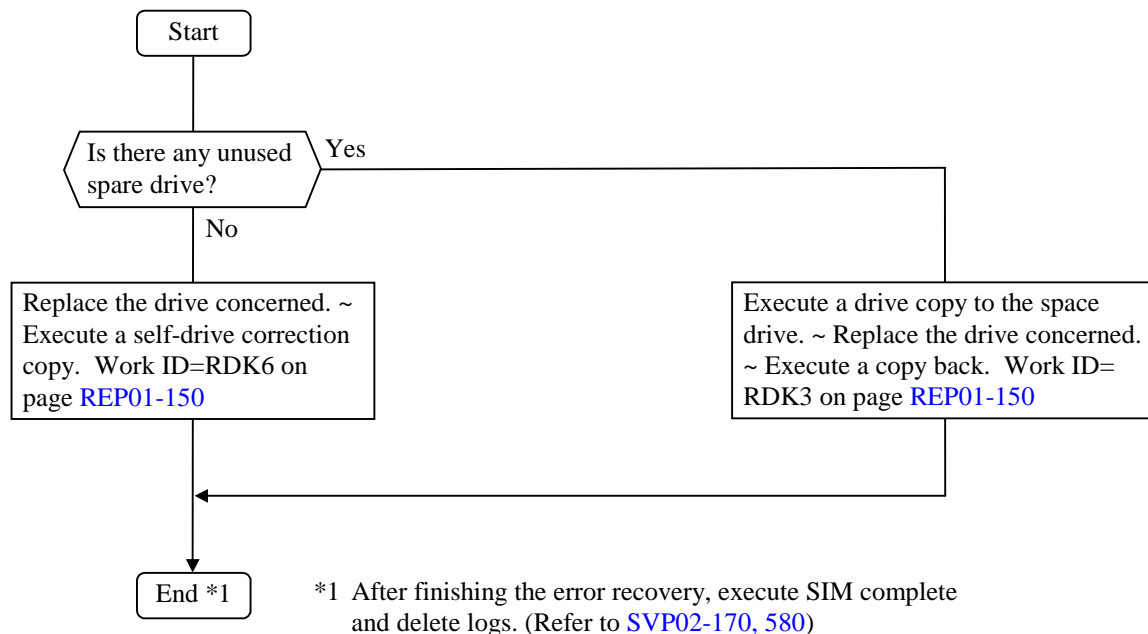 Start
Is there any unused
spare drive?
Yes
No
Replace the drive concerned. ~
Execute a self-drive correction
copy. Work ID=RDK6 on
page REP01-150
Execute a drive copy to the space
drive. ~ Replace the drive concerned.
~ Execute a copy back. Work ID=
RDK3 on page REP01-150
End *1
*1 After finishing the error recovery, execute SIM complete
and delete logs. (Refer to SVP02-170, 580)